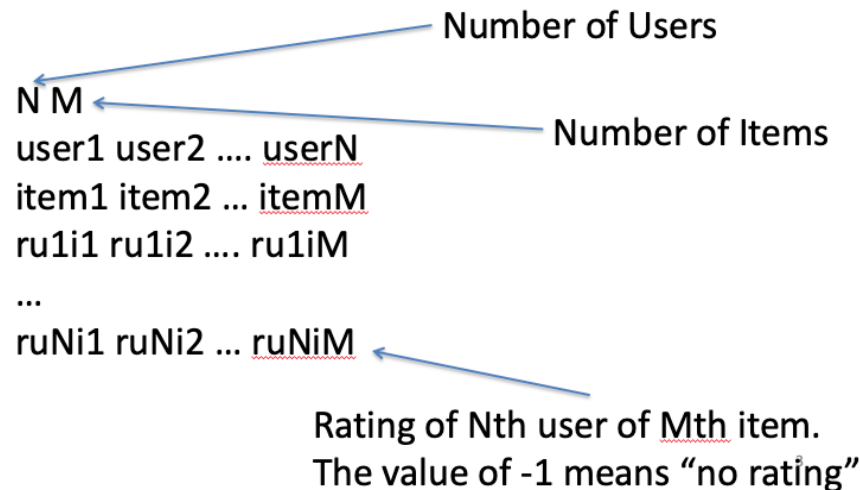 Number of Users
N M
Number of Items
user1 user2 .... userN
item1 item2 ... itemM
ru1i1 ru1i2 .... ru1iM
...
ruNi1 ruNi2 ... ruNiM
Rating of Nth user of Mth item.
The value of -1 means “no rating”
3